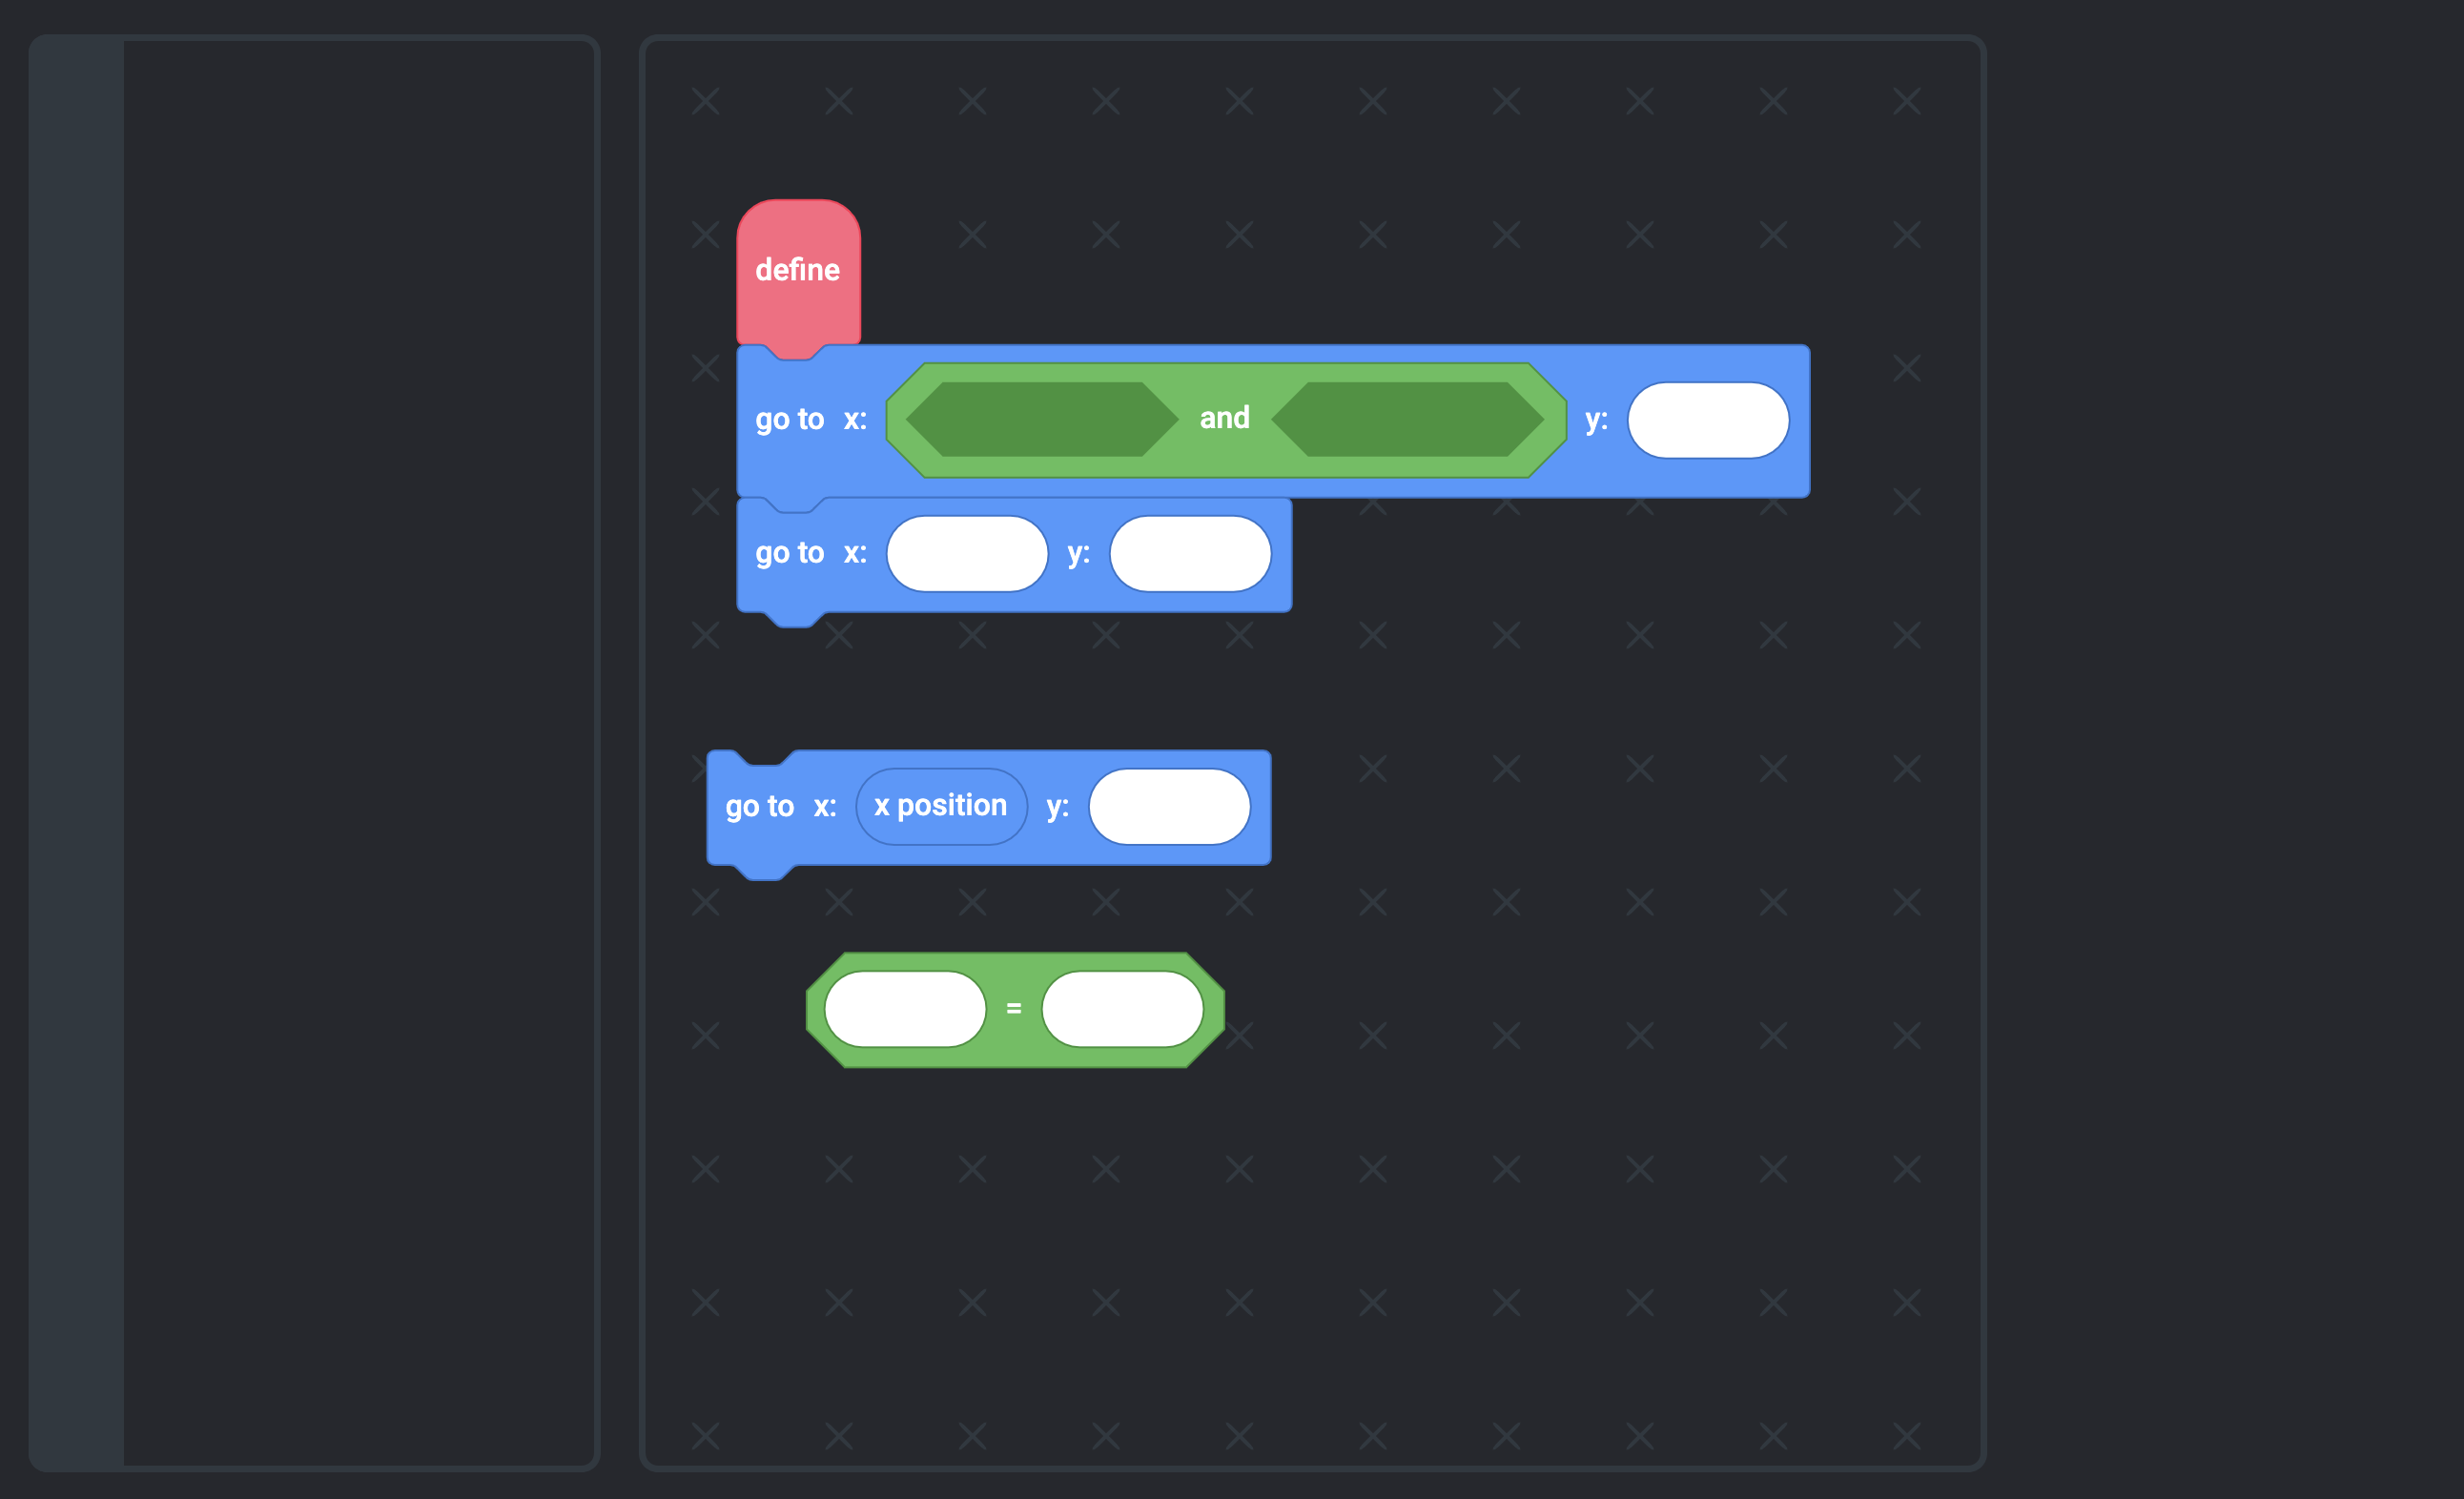 define
go to x: and y:
go to x: y:
go to x: x position y:
=